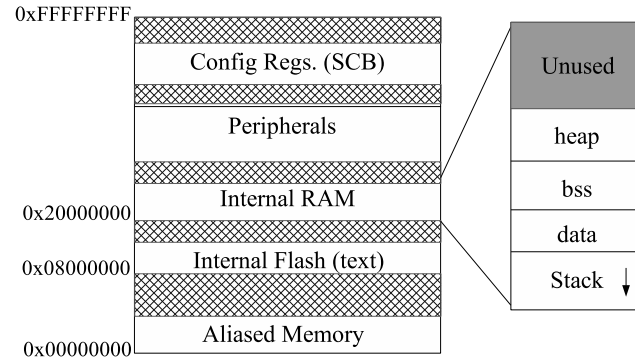 0xFFFFFFFF
Config Regs. (SCB)
Peripherals
Internal RAM
0x20000000
Internal Flash (text)
0x08000000
Aliased Memory
0x00000000
Unused
heap
bss
data
Stack